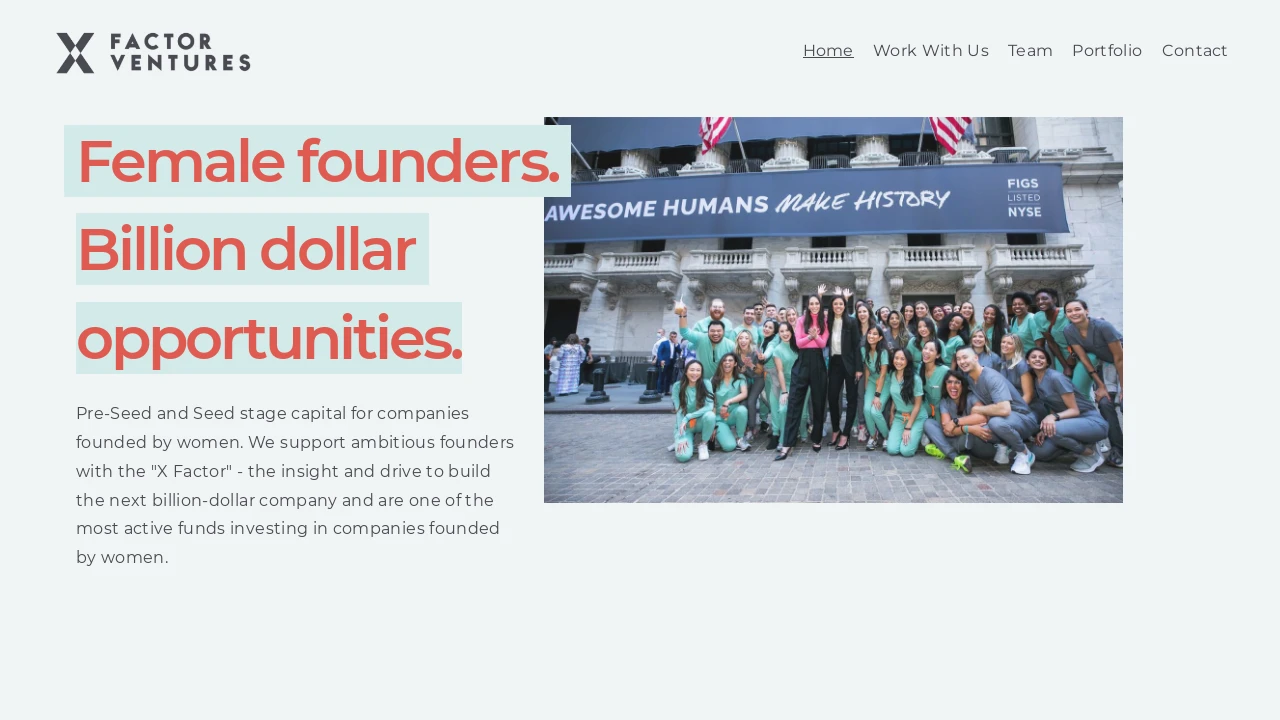 X FACTOR
VENTURES
Home Work With Us Team Portfolio Contact
Female founders.
Billion dollar
opportunities.
AWESOME HUMANS MAKE HISTORY
FIGS
LISTED
NYSE
Pre-Seed and Seed stage capital for companies
founded by women. We support ambitious founders
with the "X Factor" - the insight and drive to build
the next billion-dollar company and are one of the
most active funds investing in companies founded
by women.